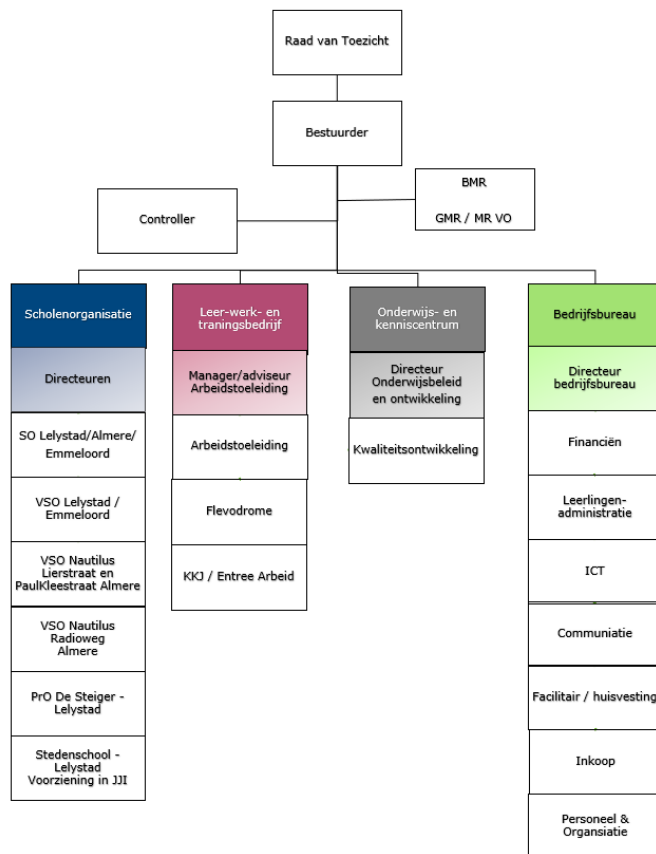 Raad van Toezicht
Bestuurder
BMR
GMR / MR VO
Controller
Scholenorganisatie
Directeuren
SO Lelystad/Almere/
Emmeloord
VSO Lelystad /
Emmeloord
VSO Nautilus
Lierstraat en
PaulKleestraat Almere
VSO Nautilus
Radioweg
Almere
PrO De Steiger -
Lelystad
Stedenschool -
Lelystad
Voorziening in JJI
Leer-werk- en
traningsbedrijf
Manager/adviseur
Arbeidstoeleiding
Arbeidstoeleiding
Flevodrome
KKJ / Entree Arbeid
Onderwijs- en
kenniscentrum
Directeur
Onderwijsbeleid
en ontwikkeling
Kwaliteitsontwikkeling
Bedrijfsbureau
Directeur
bedrijfsbureau
Financiën
Leerlingen-
administratie
ICT
Communiatie
Facilitair / huisvesting
Inkoop
Personeel &
Organsiatie